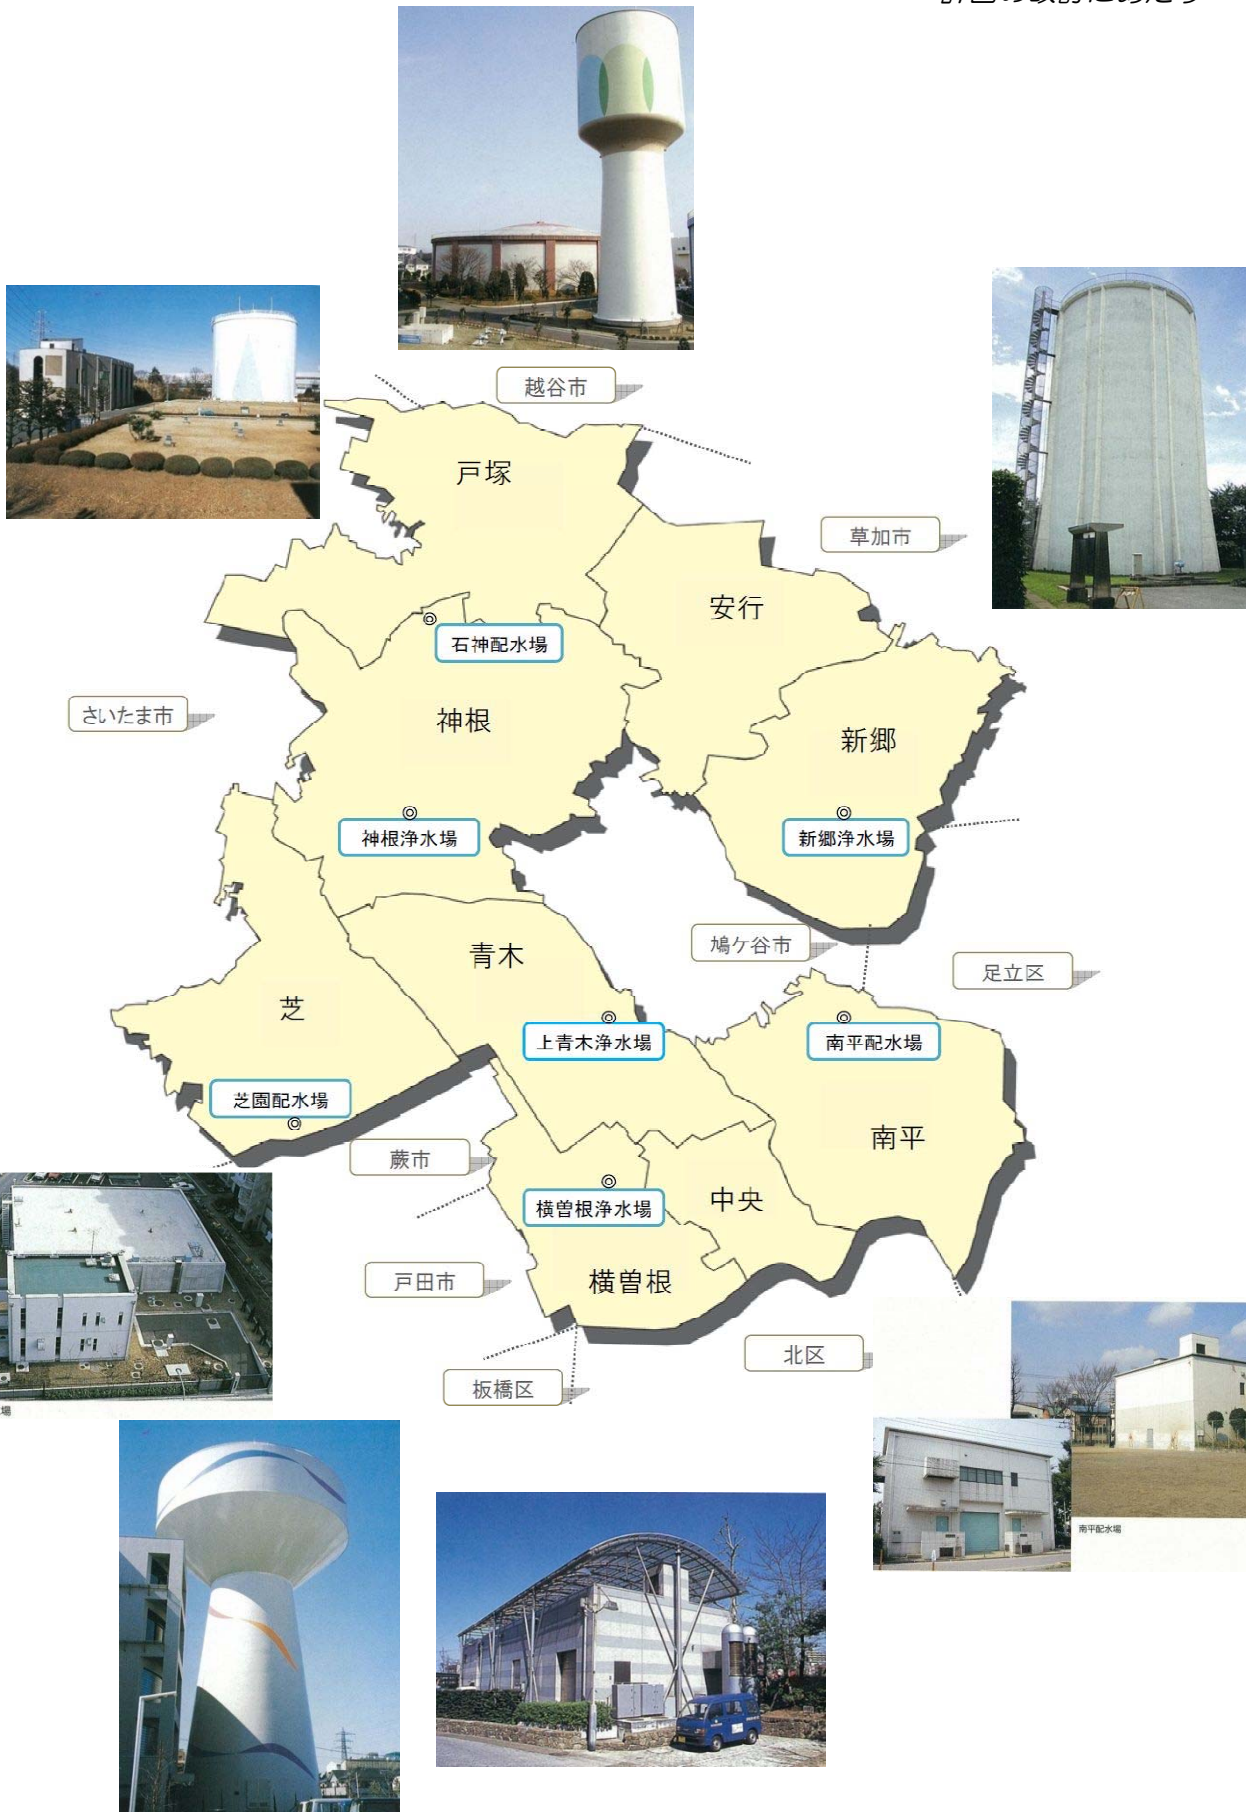 越谷市
戸塚
草加市
安行
石神配水場
さいたま市
神根
新郷
神根浄水場
新郷浄水場
鳩ケ谷市
青木
足立区
芝
上青木浄水場
南平配水場
芝園配水場
南平
蕨市
中央
横曽根浄水場
戸田市
横曽根
北区
板橋区
場
南平配水場